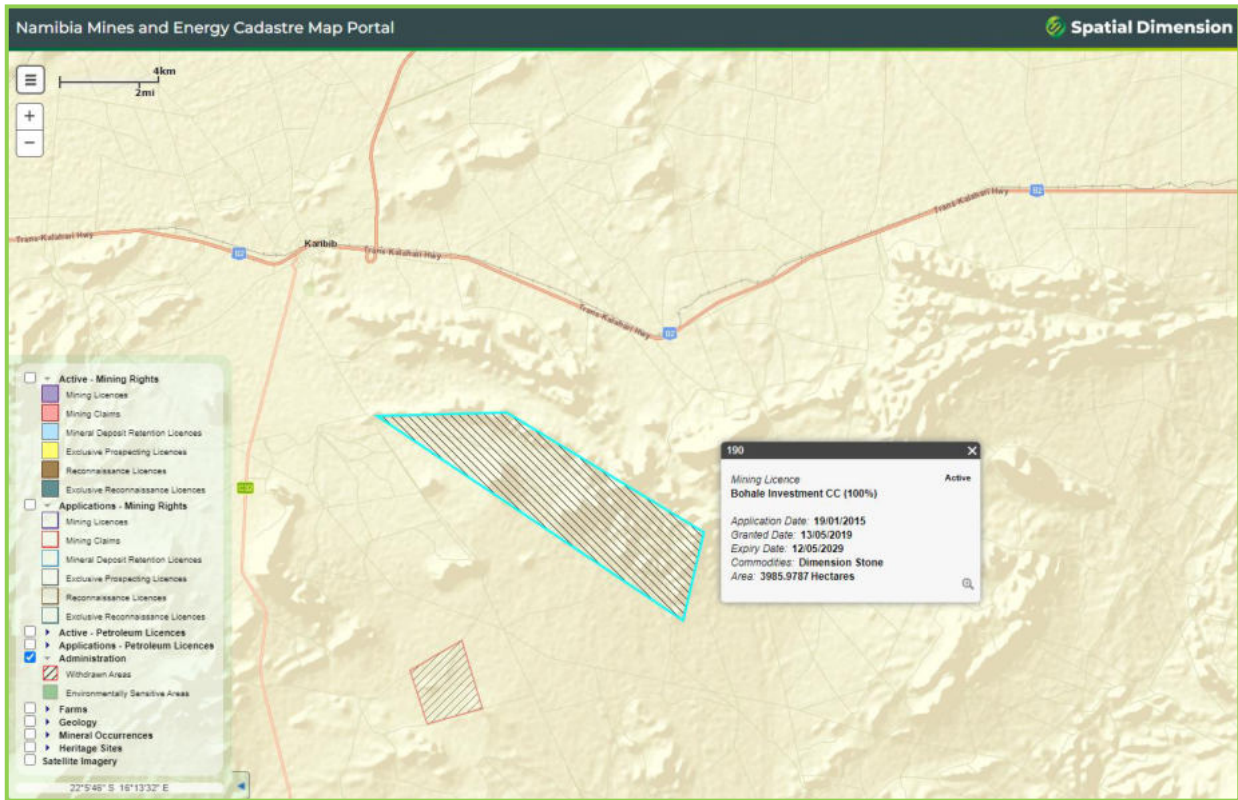 Namibia Mines and Energy Cadastre Map Portal
Spatial Dimension
4km
2mi
+
−
Trans-Kalahari Hwy
B2
Karibib
Trans-Kalahari Hwy
Trans-Kalahari Hwy
B2
Trans-Kalahari Hwy
B2
190
Mining Licence Active
Bohale Investment CC (100%)
Application Date: 19/01/2015
Granted Date: 13/05/2019
Expiry Date: 12/05/2029
Commodities: Dimension Stone
Area: 3985.9787 Hectares
Active - Mining Rights
Mining Licences
Mining Claims
Mineral Deposit Retention Licences
Exclusive Prospecting Licences
Reconnaissance Licences
Exclusive Reconnaissance Licences
Applications - Mining Rights
Mining Licences
Mining Claims
Mineral Deposit Retention Licences
Exclusive Prospecting Licences
Reconnaissance Licences
Exclusive Reconnaissance Licences
Active - Petroleum Licences
Applications - Petroleum Licences
Administration
Withdrawn Areas
Environmentally Sensitive Areas
Farms
Geology
Mineral Occurrences
Heritage Sites
Satellite Imagery
22°5'46" S 16°13'32" E